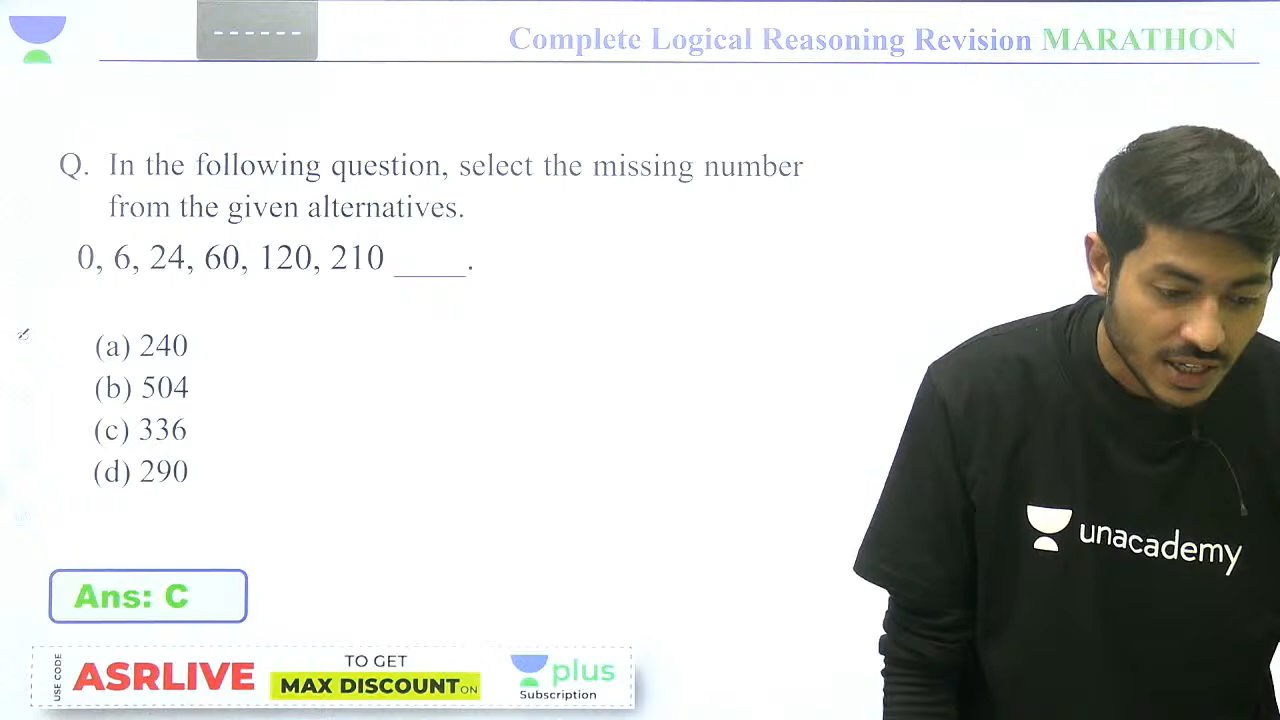 Complete Logical Reasoning Revision MARATHON
Q. In the following question, select the missing number
from the given alternatives.
0, 6, 24, 60, 120, 210 _____.
(a) 240
(b) 504
(c) 336
(d) 290
Ans: C
USE CODE
ASRLIVE
TO GET
MAX DISCOUNT ON
plus
Subscription
unacademy